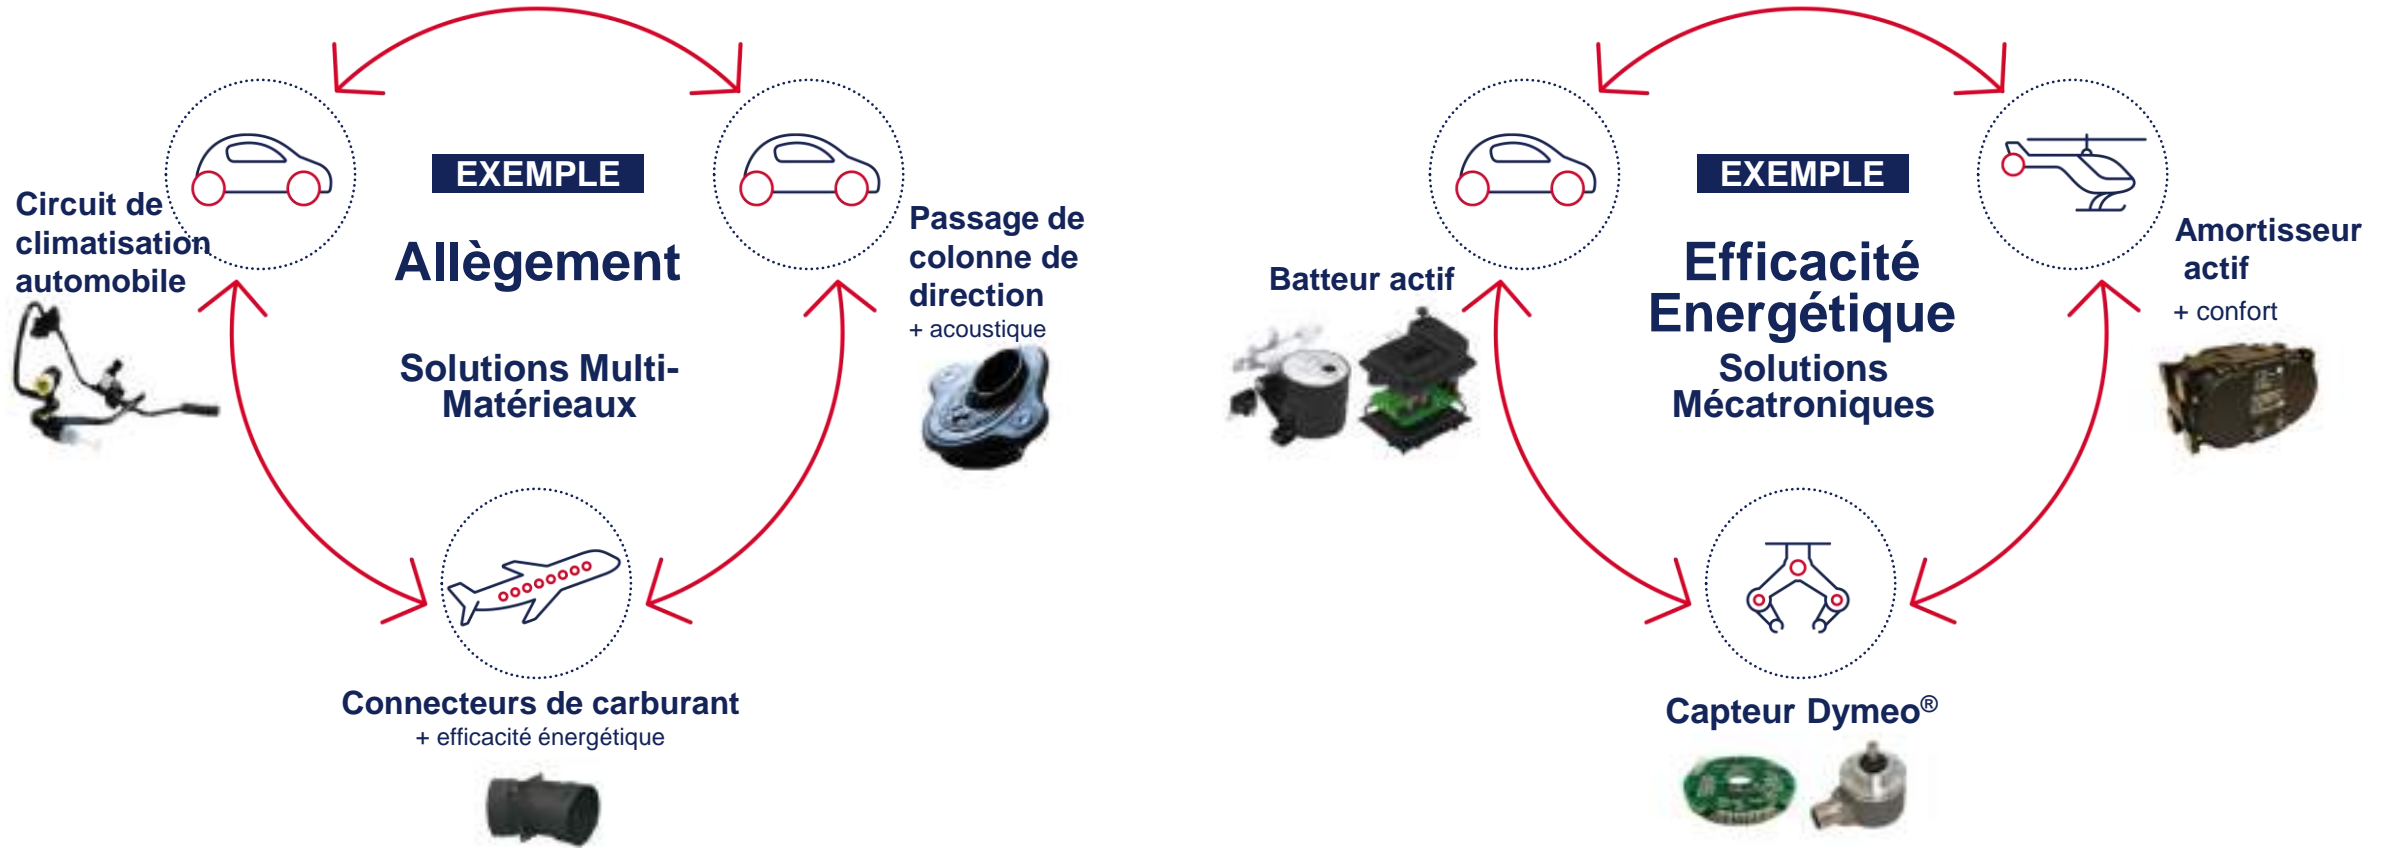 EXEMPLE
Allègement
Solutions Multi-
Matérieaux
Circuit de
climatisation
automobile
Passage de
colonne de
direction
+ acoustique
Connecteurs de carburant
+ efficacité énergétique
EXEMPLE
Efficacité
Energétique
Solutions
Mécatroniques
Batteur actif
Amortisseur
actif
+ confort
Capteur Dymeo®